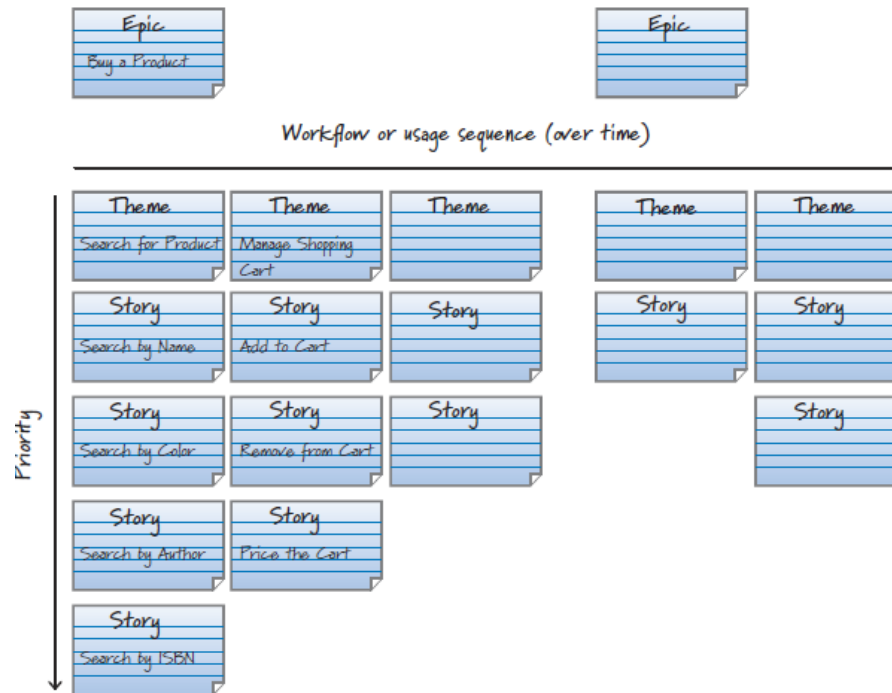 Epic
Buy a Product
Epic
Workflow or usage sequence (over time)
Priority
Theme
Search for Product
Theme
Manage Shopping
Cart
Theme
Theme
Theme
Story
Search by Name
Story
Add to Cart
Story
Story
Story
Story
Search by Color
Story
Remove from Cart
Story
Story
Story
Search by Author
Story
Price the Cart
Story
Search by ISBN